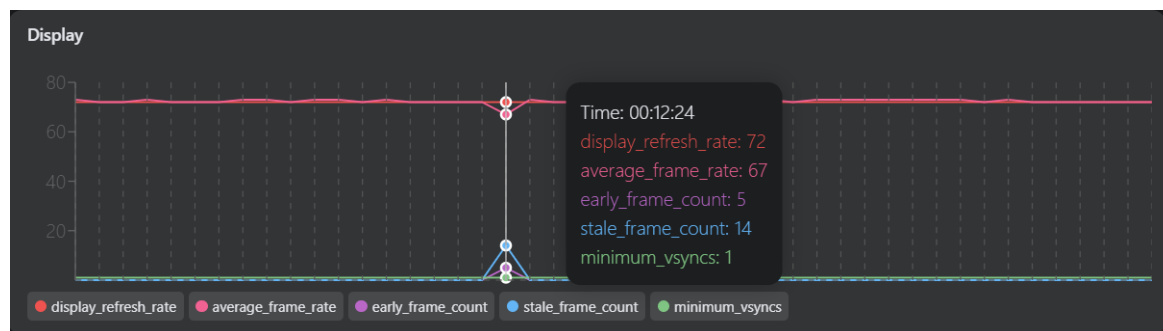 Display
80
60
40
20
Time: 00:12:24
display_refresh_rate: 72
average_frame_rate: 67
early_frame_count: 5
stale_frame_count: 14
minimum_vsyncs: 1
display_refresh_rate average_frame_rate early_frame_count stale_frame_count minimum_vsyncs